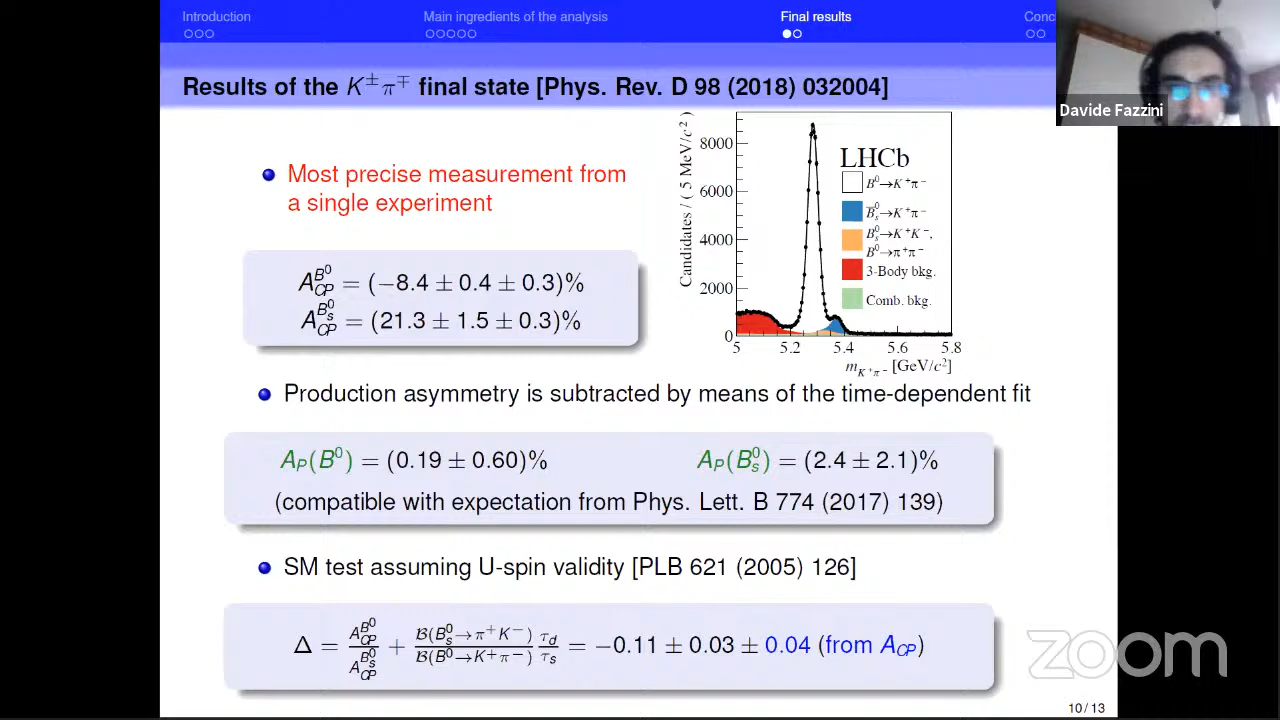 Introduction
Main ingredients of the analysis
Final results
Conc
Results of the K±π∓ final state [Phys. Rev. D 98 (2018) 032004]
Davide Fazzini
Most precise measurement from
a single experiment
A_CP^{B^0} = (−8.4 ± 0.4 ± 0.3)%
A_CP^{B_s^0} = (21.3 ± 1.5 ± 0.3)%
Candidates / ( 5 MeV/c²)
8000
6000
4000
2000
0
5 5.2 5.4 5.6 5.8
m_{K⁺π⁻} [GeV/c²]
LHCb
B⁰→K⁺π⁻
B̄_s⁰→K⁺π⁻
B_s⁰→K⁺K⁻,
B⁰→π⁺π⁻
3-Body bkg.
Comb. bkg.
Production asymmetry is subtracted by means of the time-dependent fit
A_P(B⁰) = (0.19 ± 0.60)% A_P(B_s⁰) = (2.4 ± 2.1)%
(compatible with expectation from Phys. Lett. B 774 (2017) 139)
SM test assuming U-spin validity [PLB 621 (2005) 126]
Δ = A_CP^{B^0}/A_CP^{B_s^0} + B(B_s⁰→π⁺K⁻)/B(B⁰→K⁺π⁻) τ_d/τ_s = −0.11 ± 0.03 ± 0.04 (from A_CP)
zoom
10 / 13